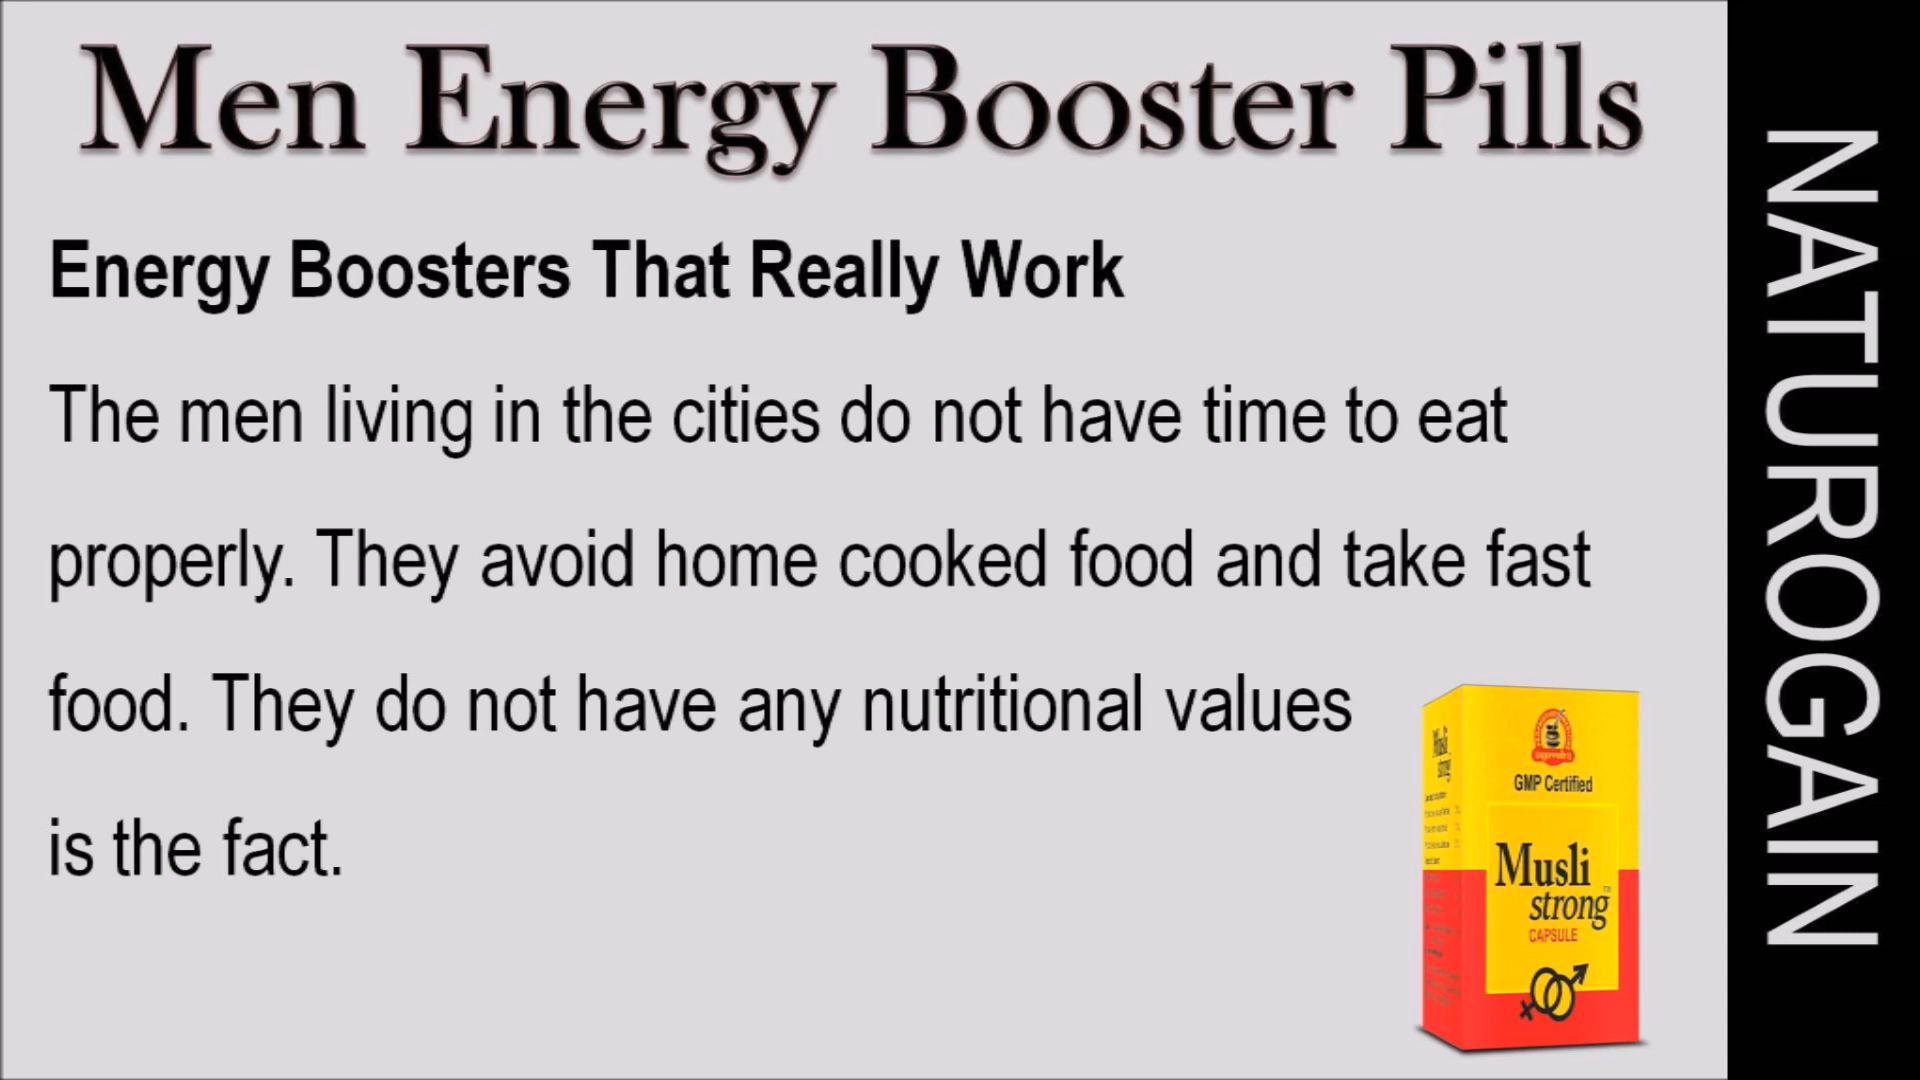 Men Energy Booster Pills
Energy Boosters That Really Work
The men living in the cities do not have time to eat
properly. They avoid home cooked food and take fast
food. They do not have any nutritional values
is the fact.
GMP Certified
Musli
strong
CAPSULE
Musli
strong
NATUROGAIN